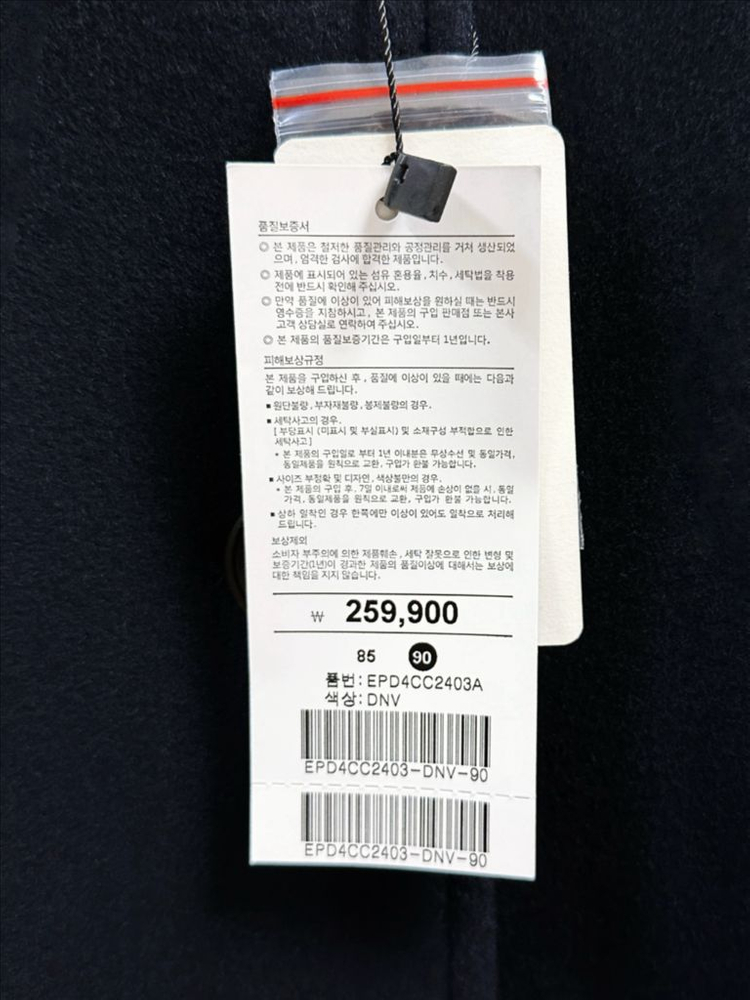 품질보증서
◎ 본 제품은 철저한 품질관리와 공정관리를 거쳐 생산되었
으며, 엄격한 검사에 합격한 제품입니다.
◎ 제품에 표시되어 있는 섬유 혼용율, 치수, 세탁법을 착용
전에 반드시 확인해 주십시오.
◎ 만약 품질에 이상이 있어 피해보상을 원하실 때는 반드시
영수증을 지참하시고, 본 제품의 구입 판매점 또는 본사
고객 상담실로 연락하여 주십시오.
◎ 본 제품의 품질보증기간은 구입일부터 1년입니다.
피해보상규정
본 제품을 구입하신 후, 품질에 이상이 있을 때에는 다음과
같이 보상해 드립니다.
■ 원단불량, 부자재불량, 봉제불량의 경우.
■ 세탁사고의 경우.
[ 부당표시 (미표시 및 부실표시) 및 소재구성 부적합으로 인한
세탁사고 ]
* 본 제품의 구입일로 부터 1년 이내분은 무상수선 및 동일가격,
동일제품을 원칙으로 교환, 구입가 환불 가능합니다.
■ 사이즈 부정확 및 디자인, 색상불만의 경우.
* 본 제품의 구입 후, 7일 이내로써 제품에 손상이 없을 시, 동일
가격, 동일제품을 원칙으로 교환, 구입가 환불 가능합니다.
■ 상하 일착인 경우 한쪽에만 이상이 있어도 일착으로 처리해
드립니다.
보상제외
소비자 부주의에 의한 제품훼손, 세탁 잘못으로 인한 변형 및
보증기간(1년)이 경과한 제품의 품질이상에 대해서는 보상에
대한 책임을 지지 않습니다.
₩ 259,900
85 90
품번: EPD4CC2403A
색상: DNV
EPD4CC2403-DNV-90
EPD4CC2403-DNV-90